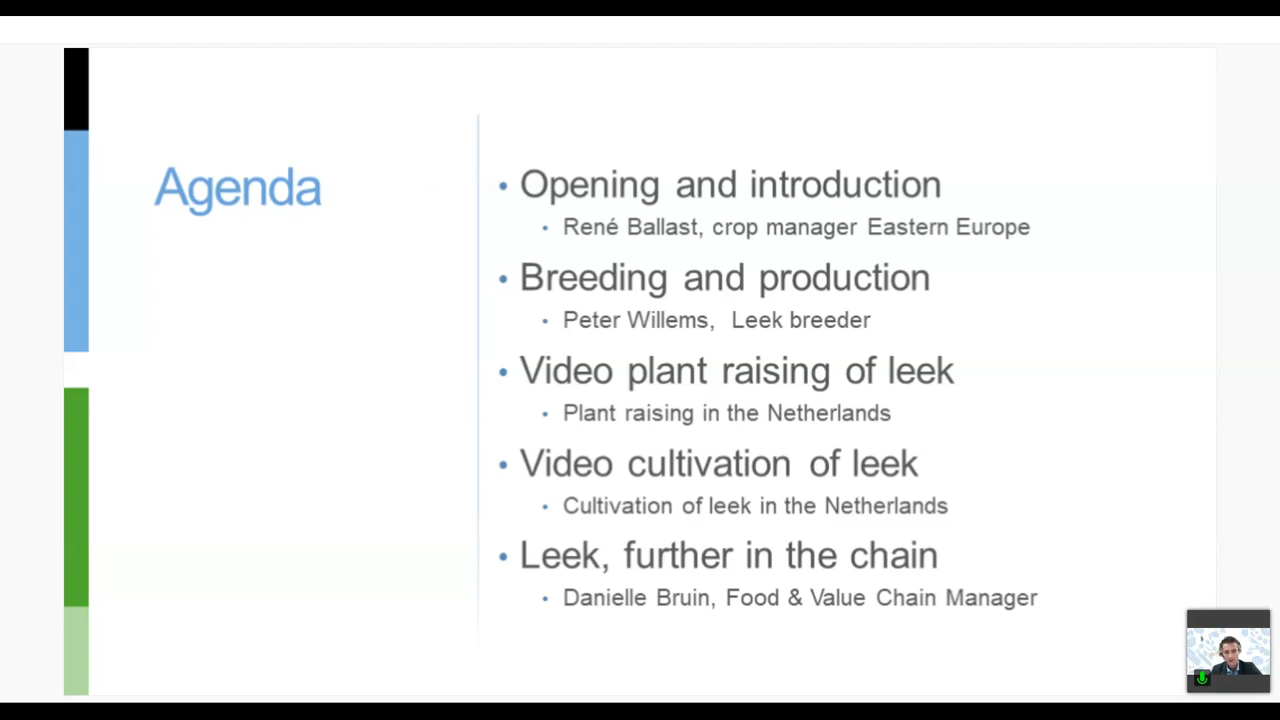 Agenda
• Opening and introduction
• René Ballast, crop manager Eastern Europe
• Breeding and production
• Peter Willems, Leek breeder
• Video plant raising of leek
• Plant raising in the Netherlands
• Video cultivation of leek
• Cultivation of leek in the Netherlands
• Leek, further in the chain
• Danielle Bruin, Food & Value Chain Manager